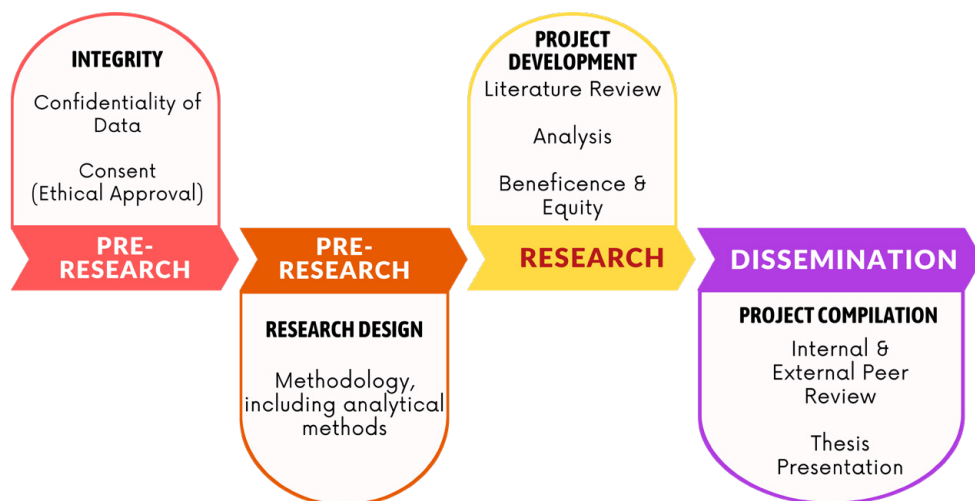 INTEGRITY
Confidentiality of
Data
Consent
(Ethical Approval)
PRE-
RESEARCH
PRE-
RESEARCH
RESEARCH DESIGN
Methodology,
including analytical
methods
PROJECT
DEVELOPMENT
Literature Review
Analysis
Beneficence &
Equity
RESEARCH
DISSEMINATION
PROJECT COMPILATION
Internal &
External Peer
Review
Thesis
Presentation